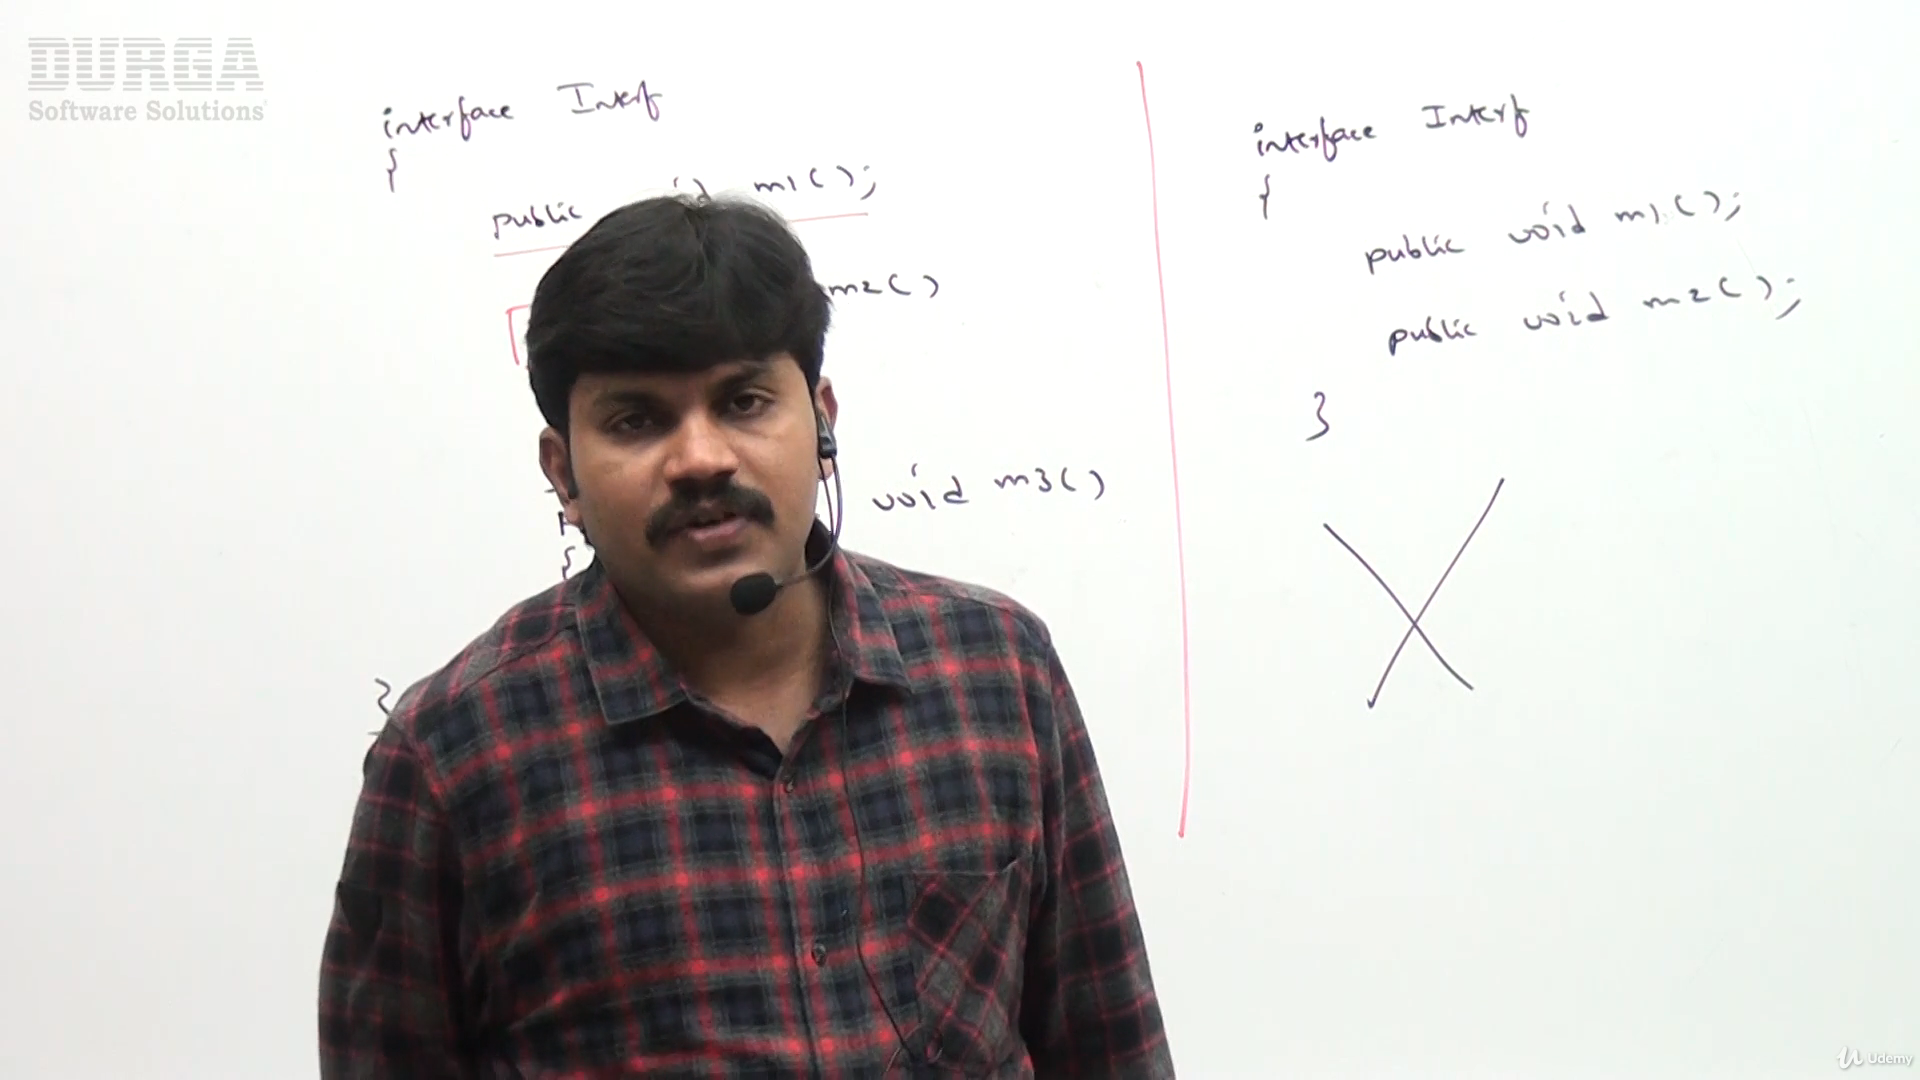 DURGA
Software Solutions
interface Interf
{
public void m1();
m2()
void m3()
{
}
interface Interf
{
public void m1();
public void m2();
}
Udemy